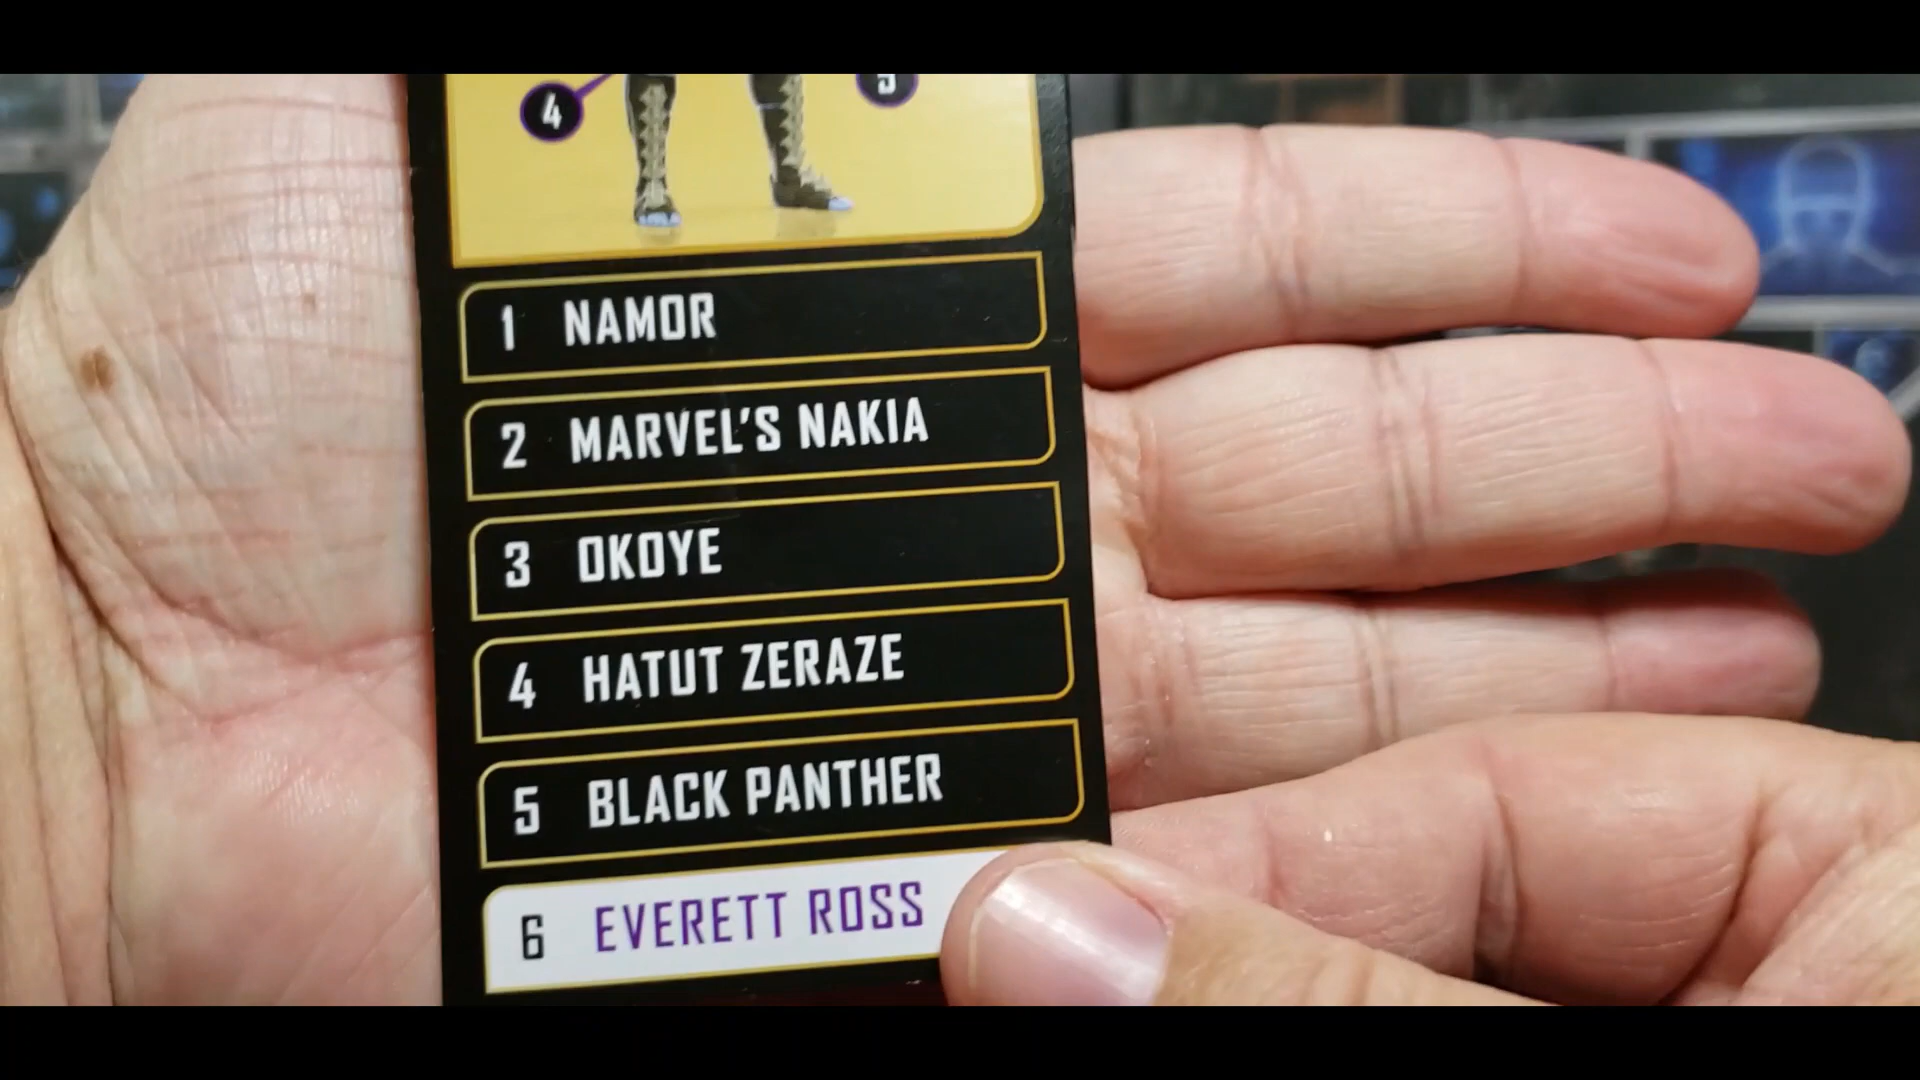 4
1 NAMOR
2 MARVEL'S NAKIA
3 OKOYE
4 HATUT ZERAZE
5 BLACK PANTHER
6 EVERETT ROSS